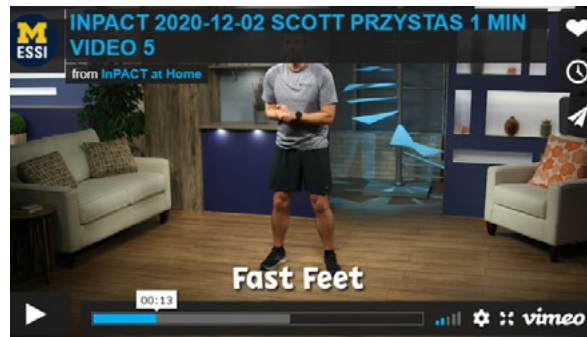 M
ESSI
INPACT 2020-12-02 SCOTT PRZYSTAS 1 MIN
VIDEO 5
from InPACT at Home
Fast Feet
00:13
vimeo